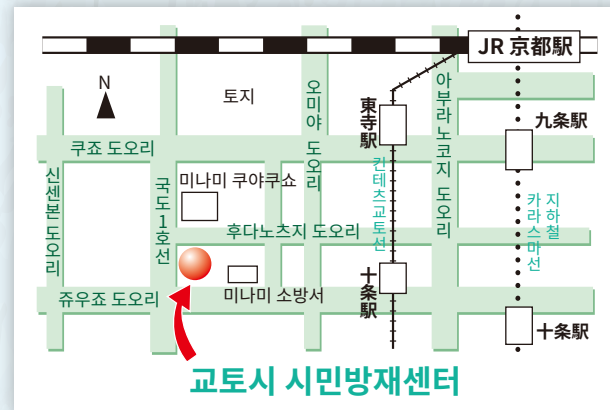 JR 京都駅
N
토지
오미야 도오리
東寺駅
아부라노코지 도오리
九条駅
쿠죠 도오리
신센본 도오리
국도1호선
미나미 쿠야쿠쇼
킨테츠교토선
지하철
카라스마선
후다노츠지 도오리
쥬우죠 도오리
미나미 소방서
十条駅
十条駅
교토시 시민방재센터